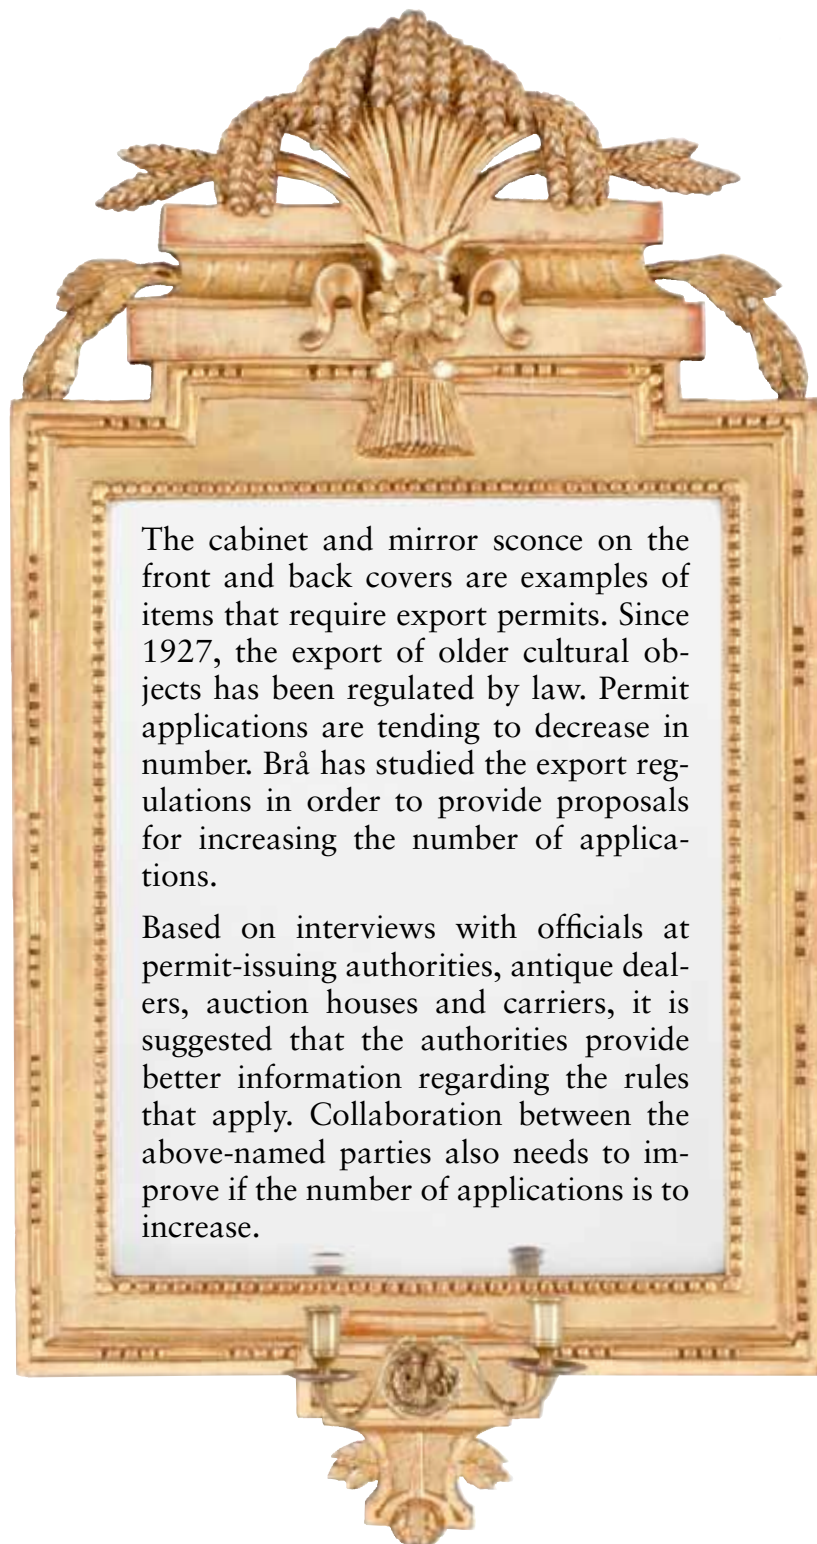 The cabinet and mirror sconce on the
front and back covers are examples of
items that require export permits. Since
1927, the export of older cultural ob-
jects has been regulated by law. Permit
applications are tending to decrease in
number. Brå has studied the export reg-
ulations in order to provide proposals
for increasing the number of applica-
tions.
Based on interviews with officials at
permit-issuing authorities, antique deal-
ers, auction houses and carriers, it is
suggested that the authorities provide
better information regarding the rules
that apply. Collaboration between the
above-named parties also needs to im-
prove if the number of applications is to
increase.